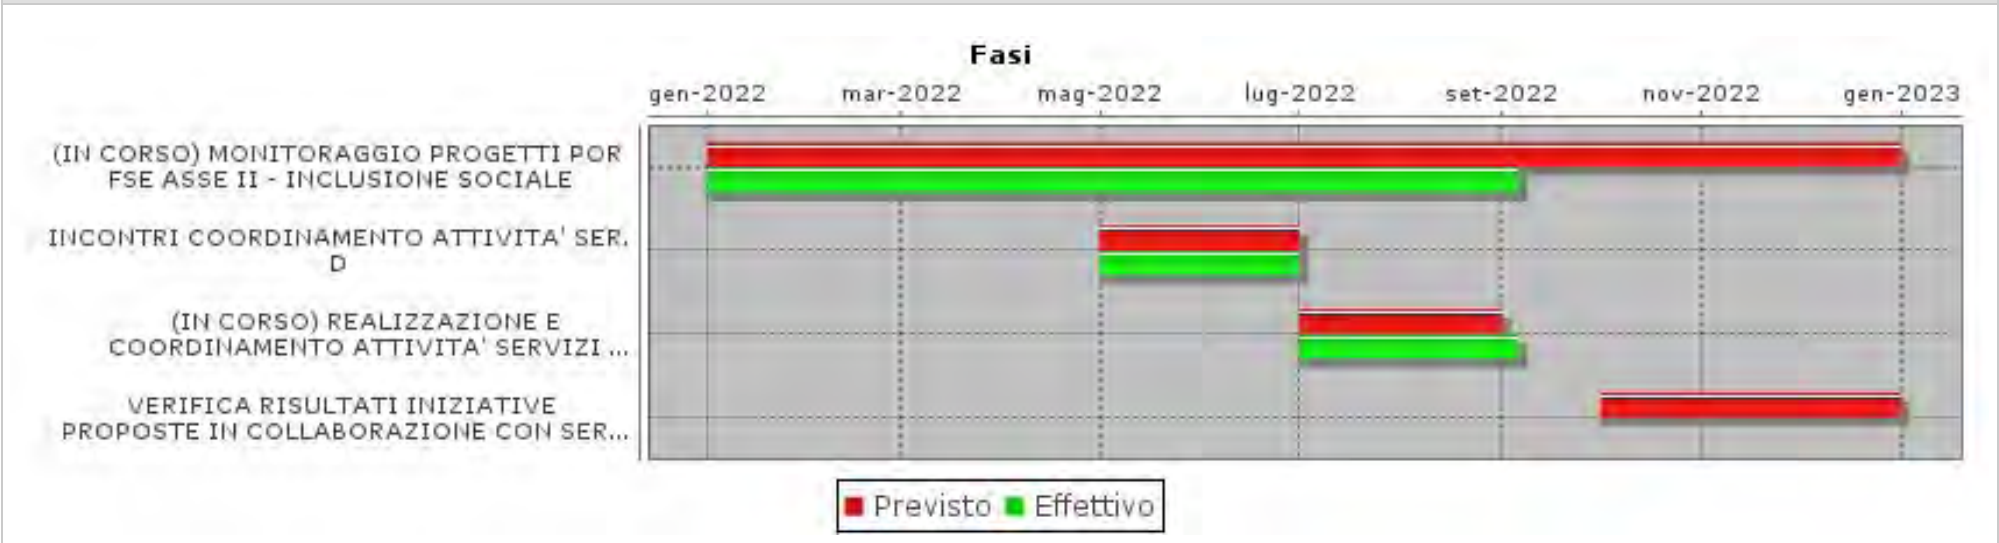 Fasi
gen-2022 mar-2022 mag-2022 lug-2022 set-2022 nov-2022 gen-2023
(IN CORSO) MONITORAGGIO PROGETTI POR
FSE ASSE II - INCLUSIONE SOCIALE
INCONTRI COORDINAMENTO ATTIVITA' SER.
D
(IN CORSO) REALIZZAZIONE E
COORDINAMENTO ATTIVITA' SERVIZI ...
VERIFICA RISULTATI INIZIATIVE
PROPOSTE IN COLLABORAZIONE CON SER...
Previsto Effettivo